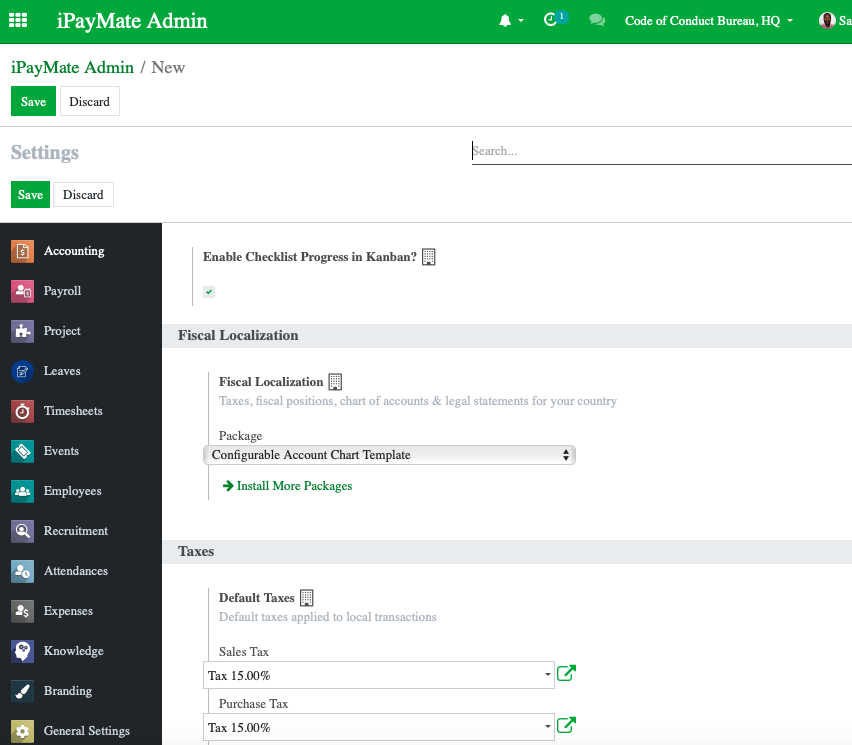 iPayMate Admin
1
Code of Conduct Bureau, HQ
Sa
iPayMate Admin / New
Save
Discard
Settings
Search...
Save
Discard
Accounting
Payroll
Project
Leaves
Timesheets
Events
Employees
Recruitment
Attendances
Expenses
Knowledge
Branding
General Settings
Enable Checklist Progress in Kanban?
Fiscal Localization
Fiscal Localization
Taxes, fiscal positions, chart of accounts & legal statements for your country
Package
Configurable Account Chart Template
Install More Packages
Taxes
Default Taxes
Default taxes applied to local transactions
Sales Tax
Tax 15.00%
Purchase Tax
Tax 15.00%